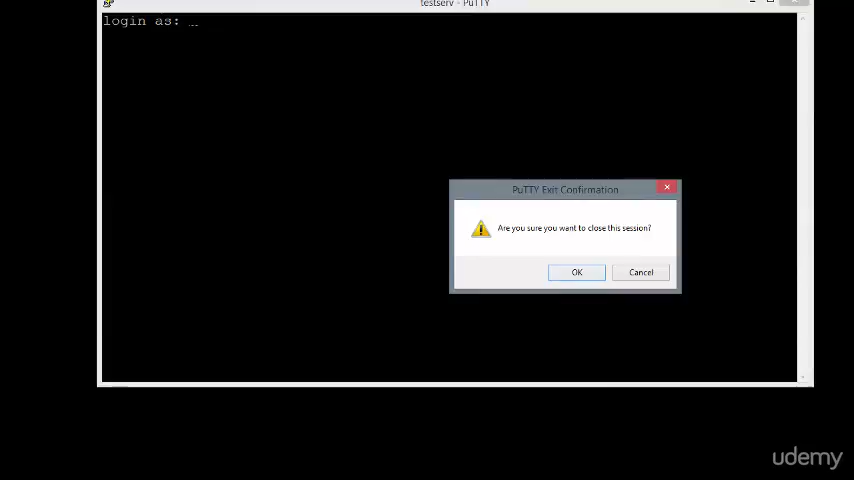 testserv - PuTTY
login as: _
PuTTY Exit Confirmation
Are you sure you want to close this session?
OK
Cancel
udemy